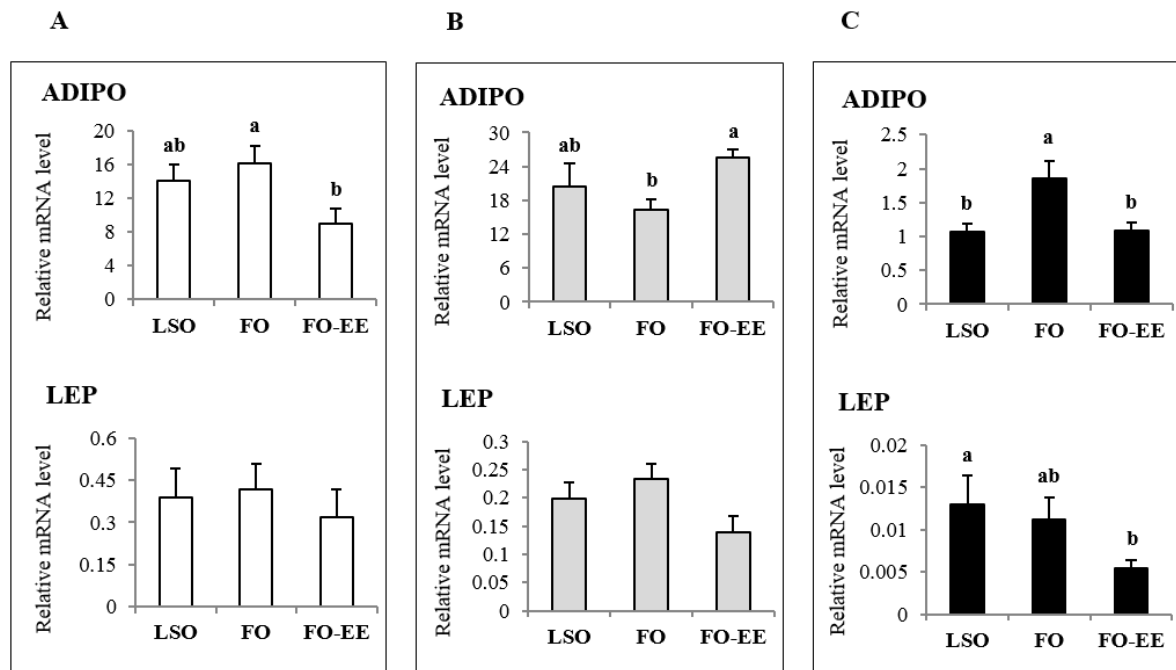 A
ADIPO
Relative mRNA level
20
16
12
8
4
0
ab
a
b
LSO FO FO-EE
LEP
Relative mRNA level
0.6
0.45
0.3
0.15
0
LSO FO FO-EE
B
ADIPO
Relative mRNA level
30
24
18
12
6
0
ab
b
a
LSO FO FO-EE
LEP
Relative mRNA level
0.3
0.25
0.2
0.15
0.1
0.05
0
LSO FO FO-EE
C
ADIPO
Relative mRNA level
2.5
2
1.5
1
0.5
0
b
a
b
LSO FO FO-EE
LEP
Relative mRNA level
0.02
0.015
0.01
0.005
0
a
ab
b
LSO FO FO-EE